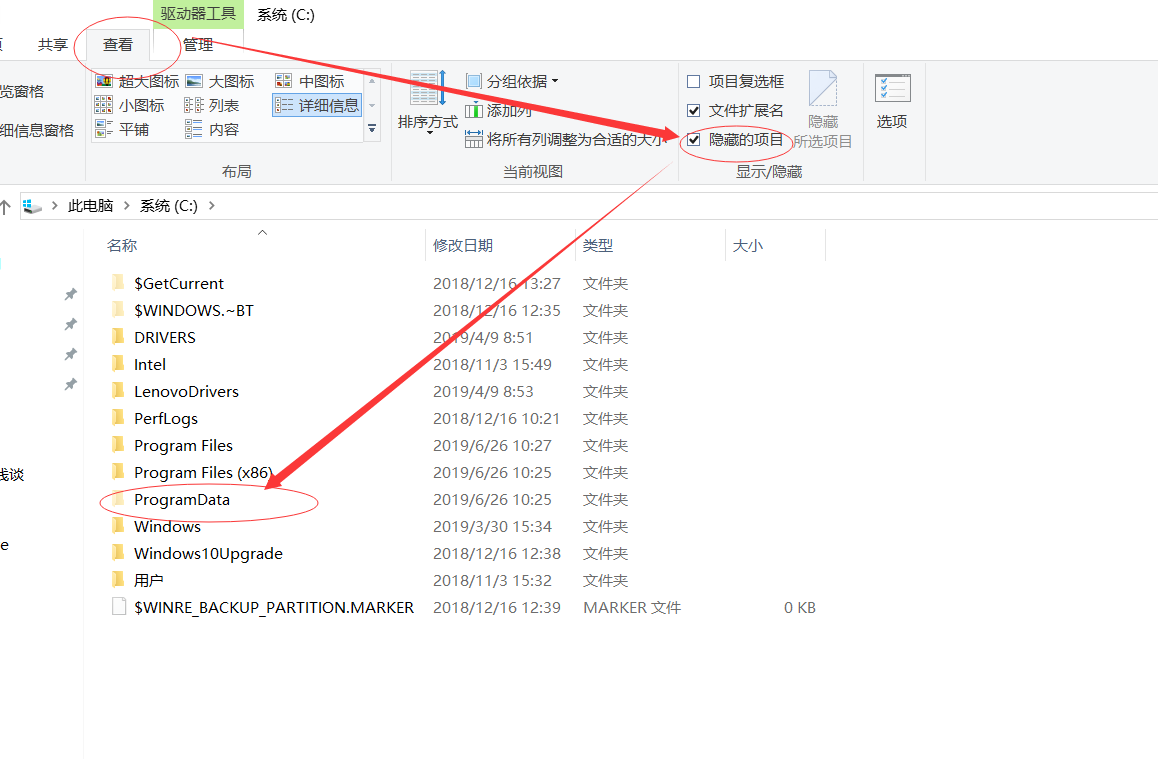 驱动器工具 系统 (C:)
共享 查看 管理
超大图标 大图标 中图标
小图标 列表 详细信息
平铺 内容
布局
览窗格
细信息窗格
排序方式
分组依据
添加列
将所有列调整为合适的大小
当前视图
项目复选框
文件扩展名
隐藏的项目
隐藏
所选项目
显示/隐藏
选项
此电脑 系统 (C:)
名称 修改日期 类型 大小
$GetCurrent 2018/12/16 13:27 文件夹
$WINDOWS.~BT 2018/12/16 12:35 文件夹
DRIVERS 2019/4/9 8:51 文件夹
Intel 2018/11/3 15:49 文件夹
LenovoDrivers 2019/4/9 8:53 文件夹
PerfLogs 2018/12/16 10:21 文件夹
Program Files 2019/6/26 10:27 文件夹
Program Files (x86) 2019/6/26 10:25 文件夹
浅谈
ProgramData 2019/6/26 10:25 文件夹
Windows 2019/3/30 15:34 文件夹
e
Windows10Upgrade 2018/12/16 12:38 文件夹
用户 2018/11/3 15:32 文件夹
$WINRE_BACKUP_PARTITION.MARKER 2018/12/16 12:39 MARKER 文件 0 KB